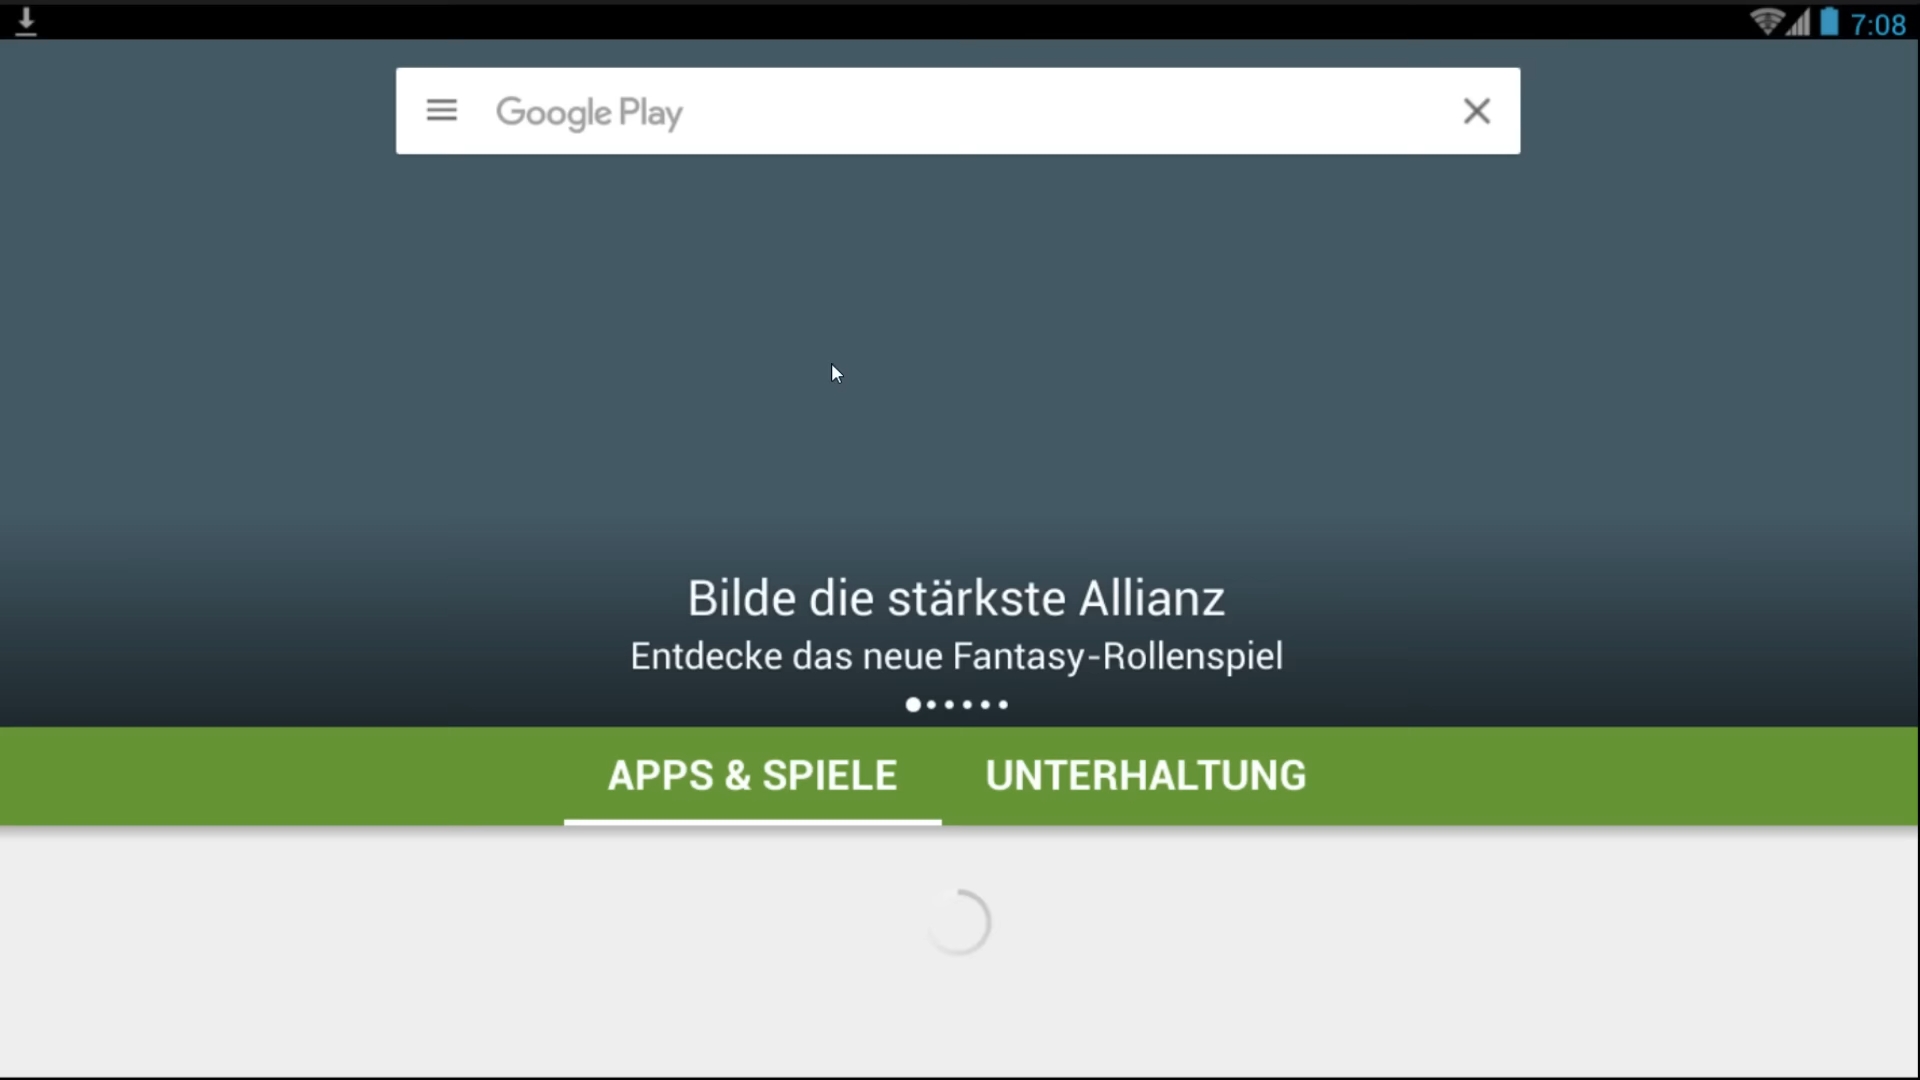 7:08
Google Play
Bilde die stärkste Allianz
Entdecke das neue Fantasy-Rollenspiel
APPS & SPIELE
UNTERHALTUNG